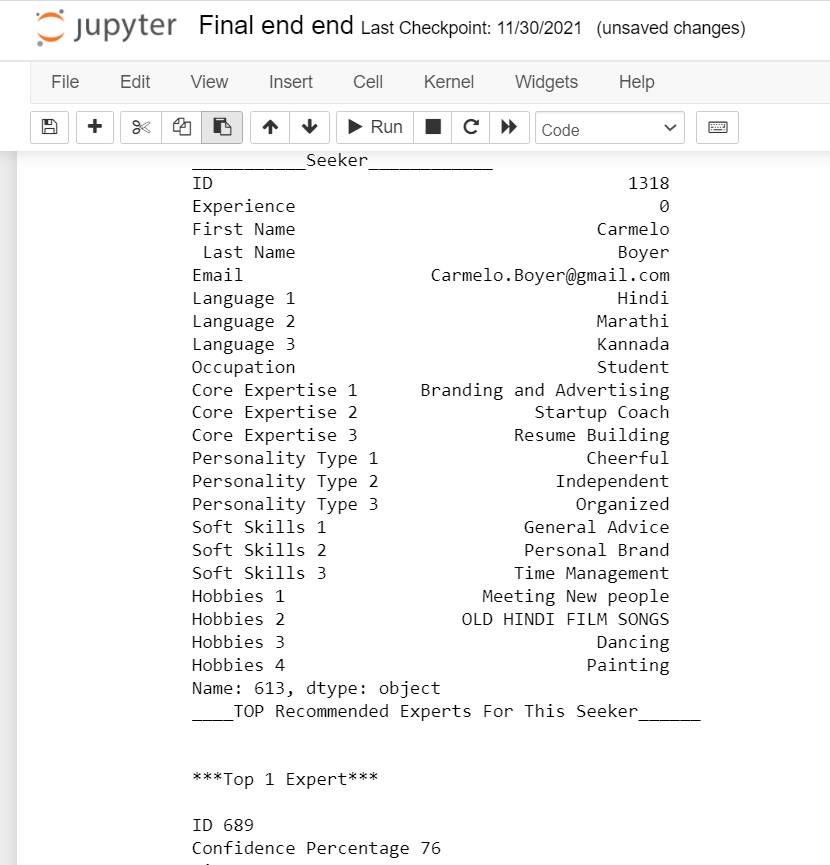 jupyter Final end end Last Checkpoint: 11/30/2021 (unsaved changes)
File Edit View Insert Cell Kernel Widgets Help
Run Code
___________Seeker____________
ID 1318
Experience 0
First Name Carmelo
Last Name Boyer
Email Carmelo.Boyer@gmail.com
Language 1 Hindi
Language 2 Marathi
Language 3 Kannada
Occupation Student
Core Expertise 1 Branding and Advertising
Core Expertise 2 Startup Coach
Core Expertise 3 Resume Building
Personality Type 1 Cheerful
Personality Type 2 Independent
Personality Type 3 Organized
Soft Skills 1 General Advice
Soft Skills 2 Personal Brand
Soft Skills 3 Time Management
Hobbies 1 Meeting New people
Hobbies 2 OLD HINDI FILM SONGS
Hobbies 3 Dancing
Hobbies 4 Painting
Name: 613, dtype: object
____TOP Recommended Experts For This Seeker______
***Top 1 Expert***
ID 689
Confidence Percentage 76